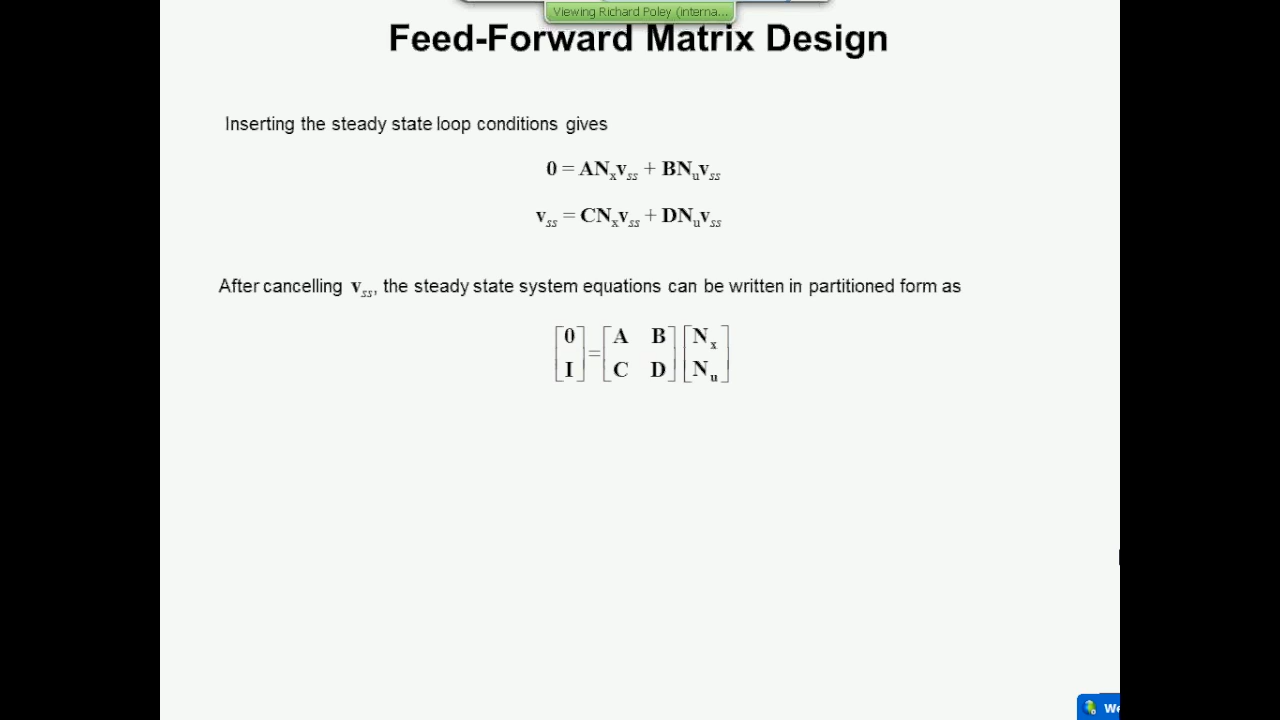 Viewing Richard Poley (interna...
Feed-Forward Matrix Design
Inserting the steady state loop conditions gives
0 = AN_x v_ss + BN_u v_ss
v_ss = CN_x v_ss + DN_u v_ss
After cancelling v_ss, the steady state system equations can be written in partitioned form as
[0 I] = [A B C D] [N_x N_u]
We